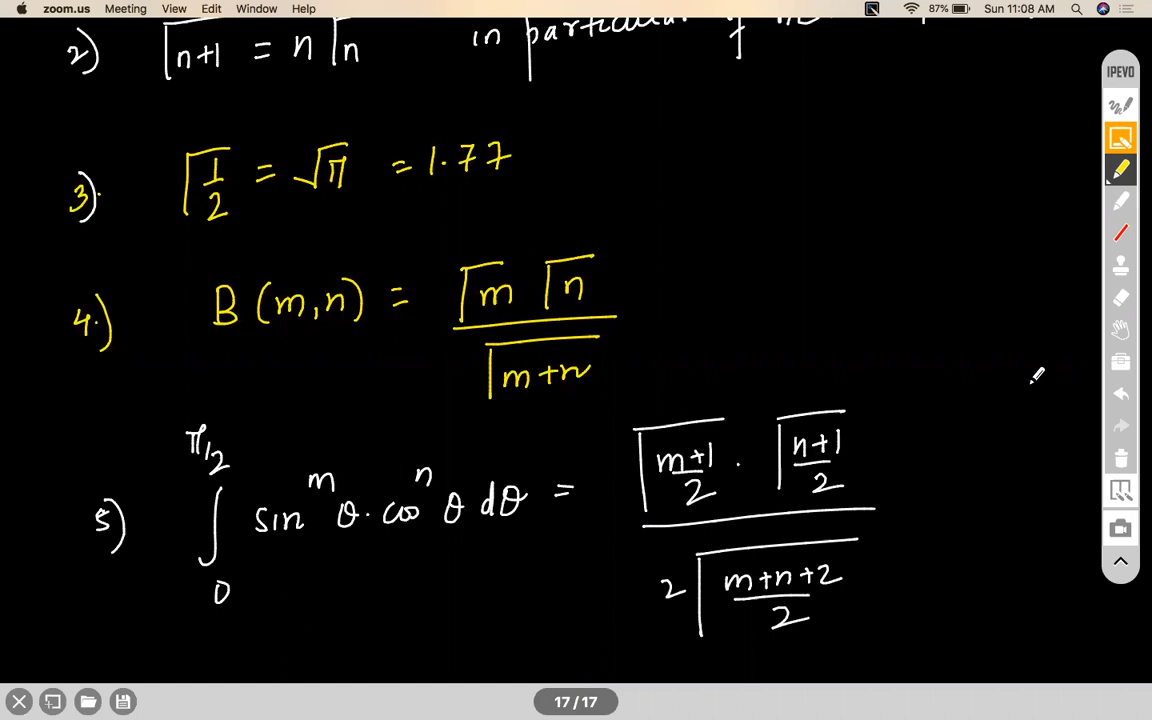 zoom.us Meeting View Edit Window Help 87% Sun 11:08 AM
2) Γn+1 = n Γn in particular if
IPEVO
3). Γ1/2 = √π = 1.77
4.) B (m,n) = Γm Γn / Γm+n
5) ∫₀^π/2 sin^m θ. cos^n θ dθ = Γ(m+1)/2 . Γ(n+1)/2 / 2 Γ(m+n+2)/2
17/17